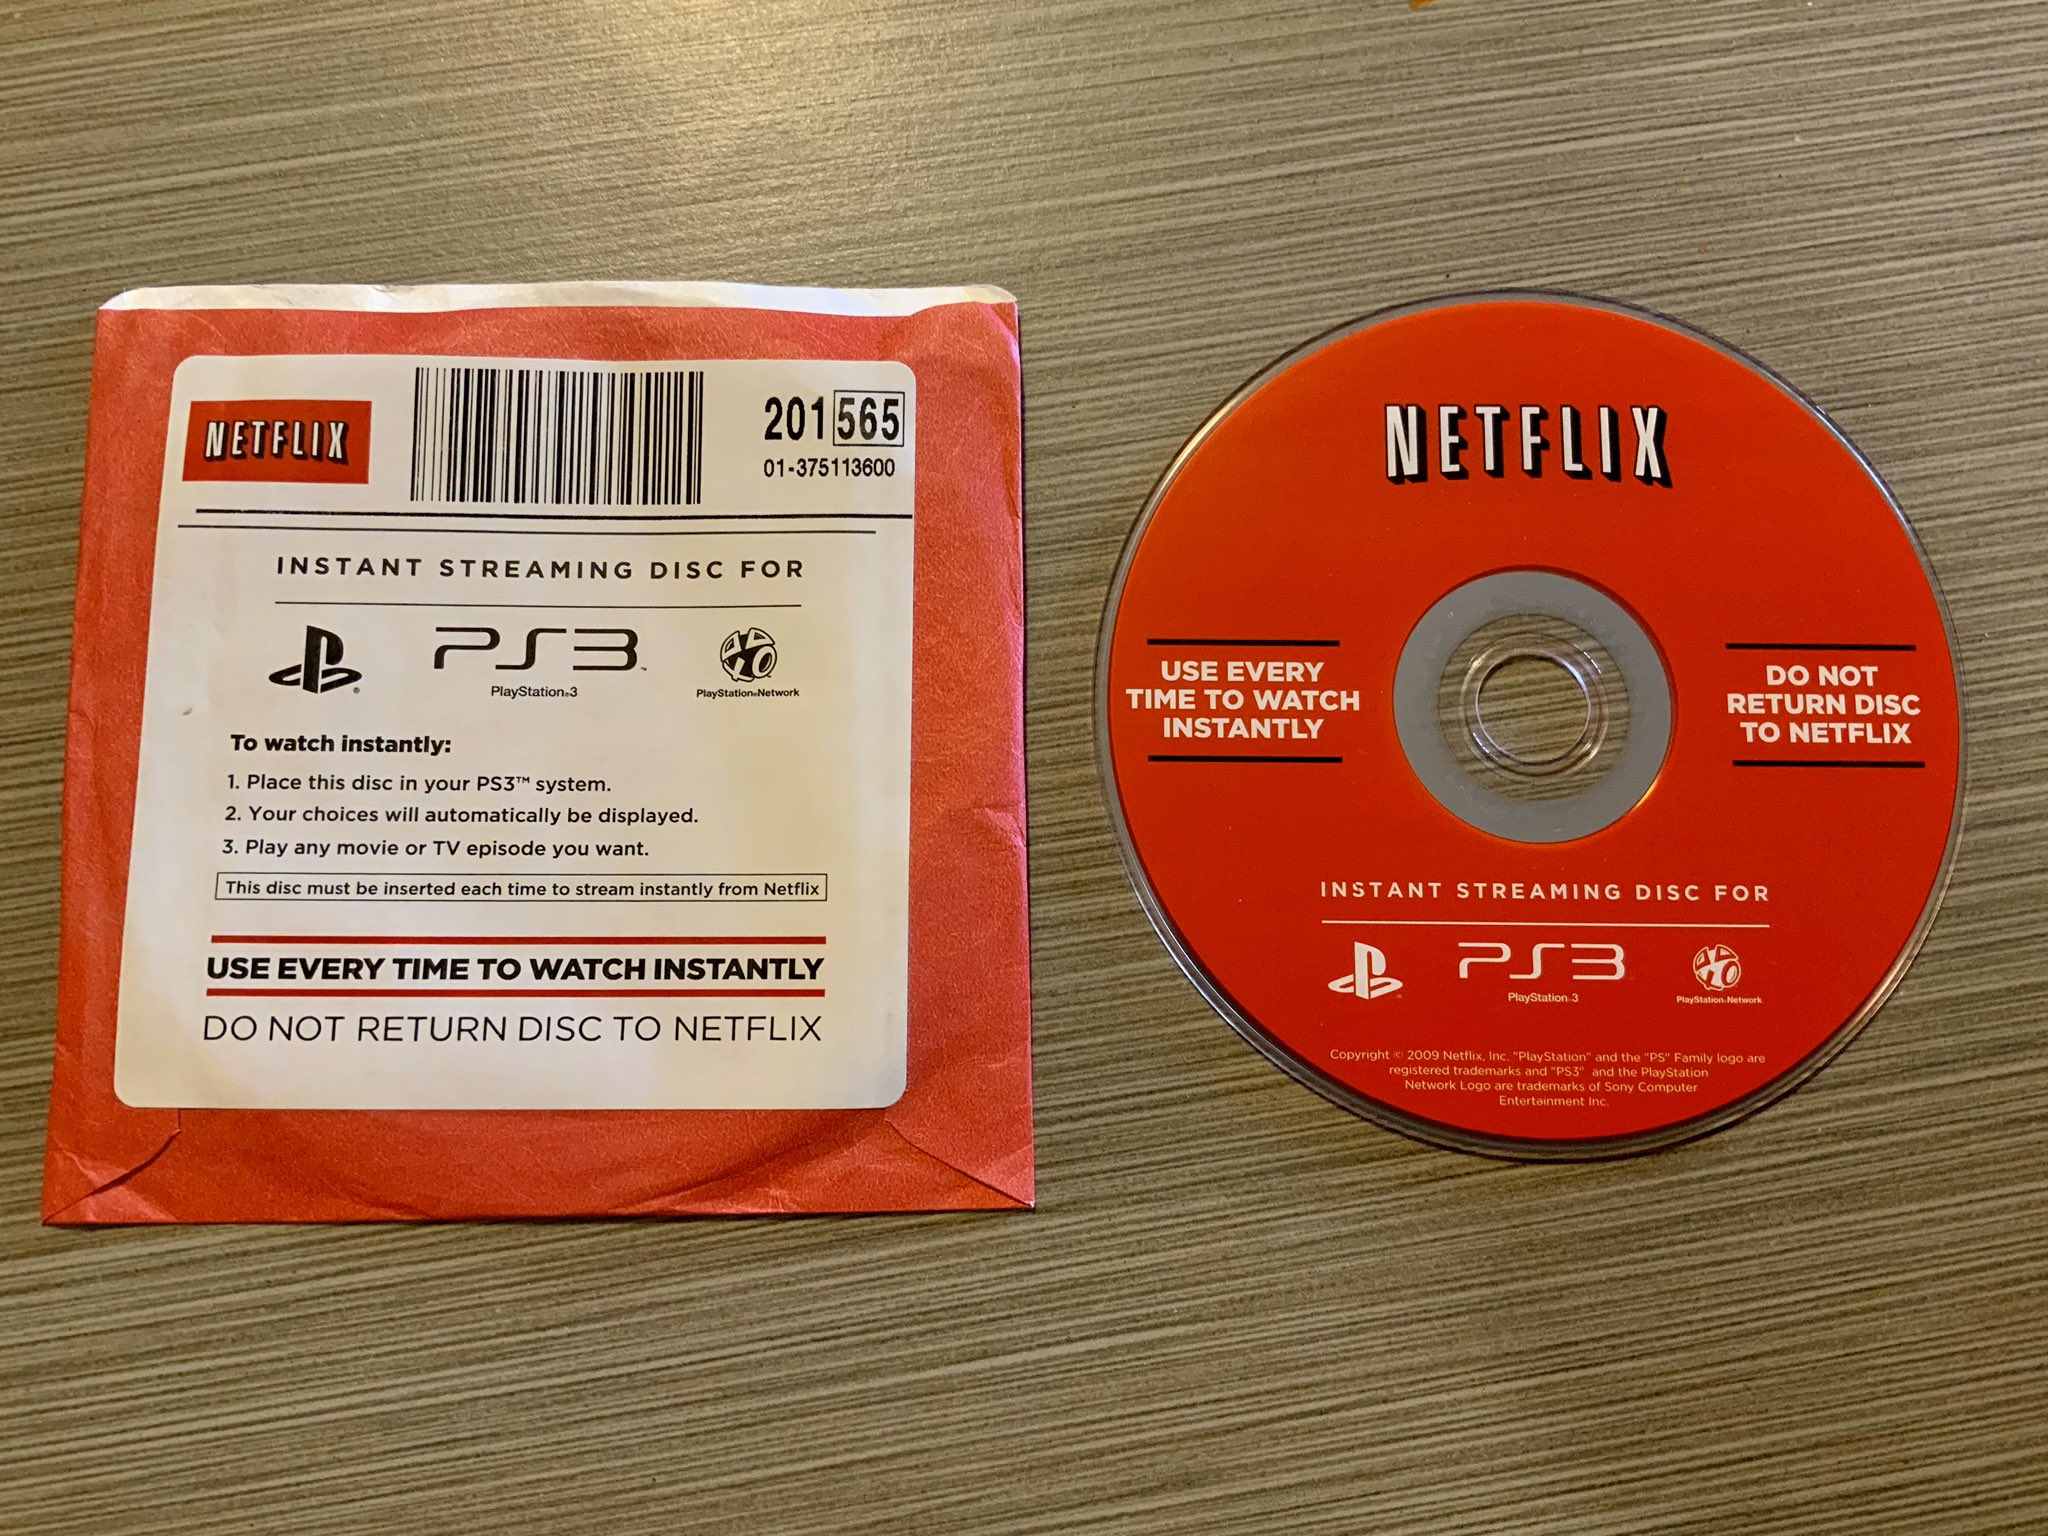 NETFLIX
201 565
01-375113600
INSTANT STREAMING DISC FOR
PS3™
PlayStation®3
PlayStation®Network
To watch instantly:
1. Place this disc in your PS3™ system.
2. Your choices will automatically be displayed.
3. Play any movie or TV episode you want.
This disc must be inserted each time to stream instantly from Netflix
USE EVERY TIME TO WATCH INSTANTLY
DO NOT RETURN DISC TO NETFLIX
NETFLIX
USE EVERY
TIME TO WATCH
INSTANTLY
DO NOT
RETURN DISC
TO NETFLIX
INSTANT STREAMING DISC FOR
PS3
PlayStation 3
PlayStation®Network
Copyright © 2009 Netflix, Inc. "PlayStation" and the "PS" Family logo are
registered trademarks and "PS3" and the PlayStation
Network Logo are trademarks of Sony Computer
Entertainment Inc.